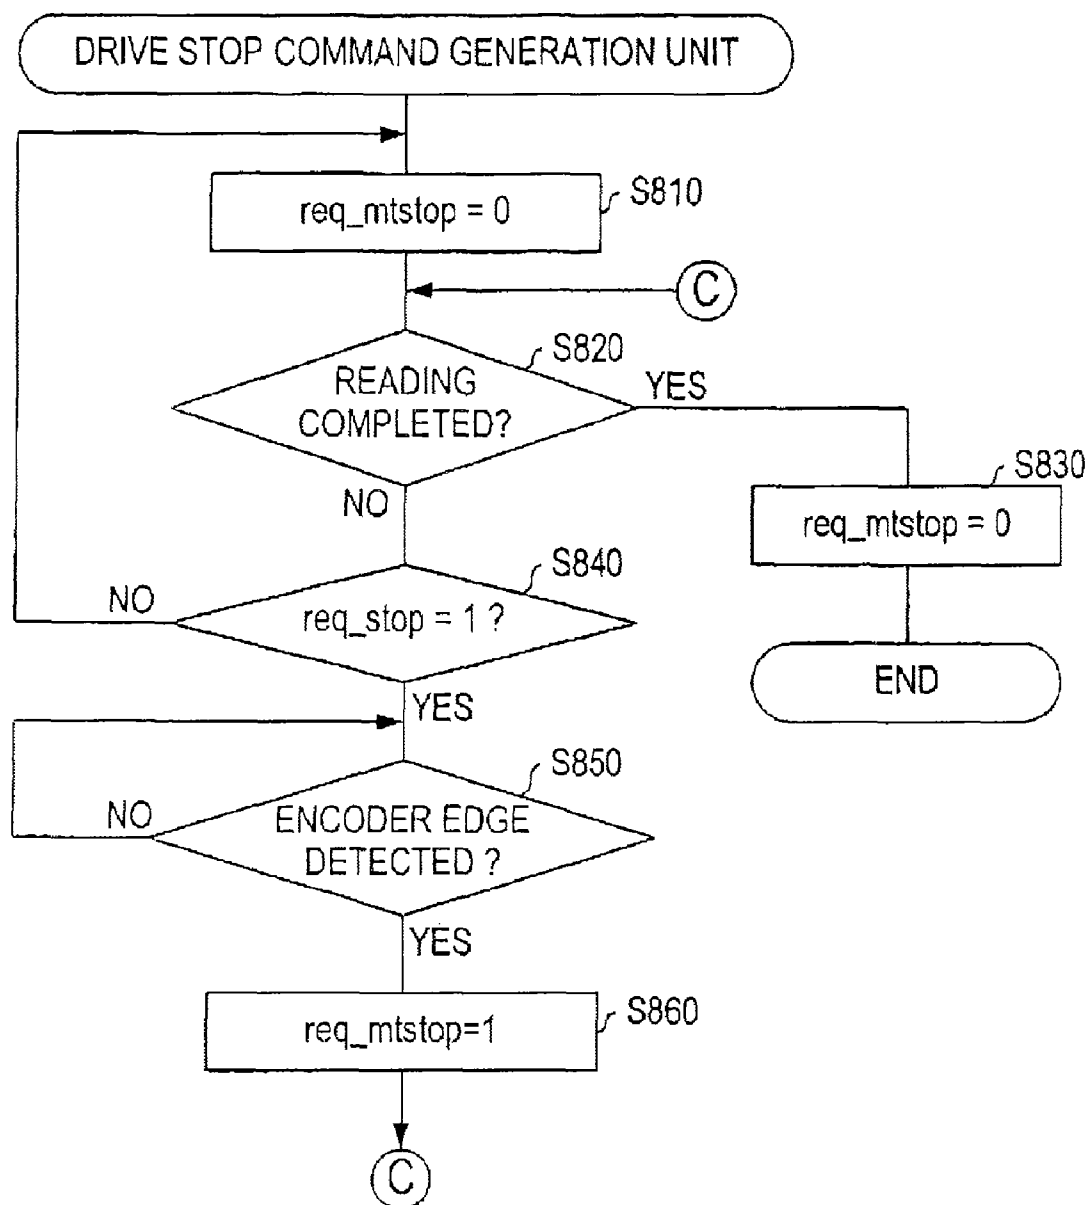 DRIVE STOP COMMAND GENERATION UNIT
S810
req_mtstop = 0
C
S820
READING
COMPLETED?
YES
NO
S830
req_mtstop = 0
END
S840
req_stop = 1 ?
NO
YES
S850
ENCODER EDGE
DETECTED ?
NO
YES
S860
req_mtstop=1
C